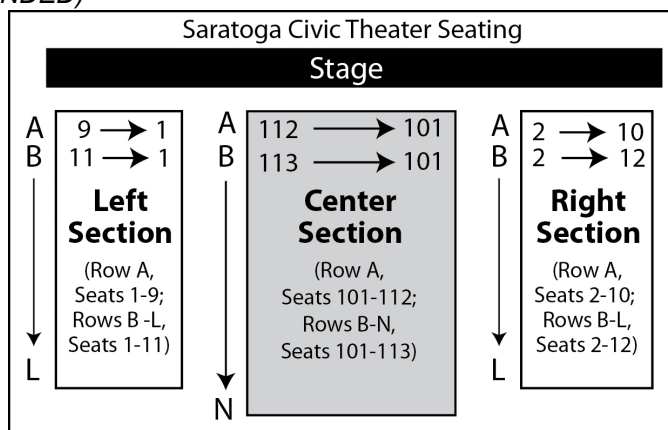 NDED)
Saratoga Civic Theater Seating
Stage
A 9 → 1
B 11 → 1
Left
Section
(Row A,
Seats 1-9;
Rows B -L,
Seats 1-11)
L
A 112 → 101
B 113 → 101
Center
Section
(Row A,
Seats 101-112;
Rows B-N,
Seats 101-113)
N
A 2 → 10
B 2 → 12
Right
Section
(Row A,
Seats 2-10;
Rows B-L,
Seats 2-12)
L